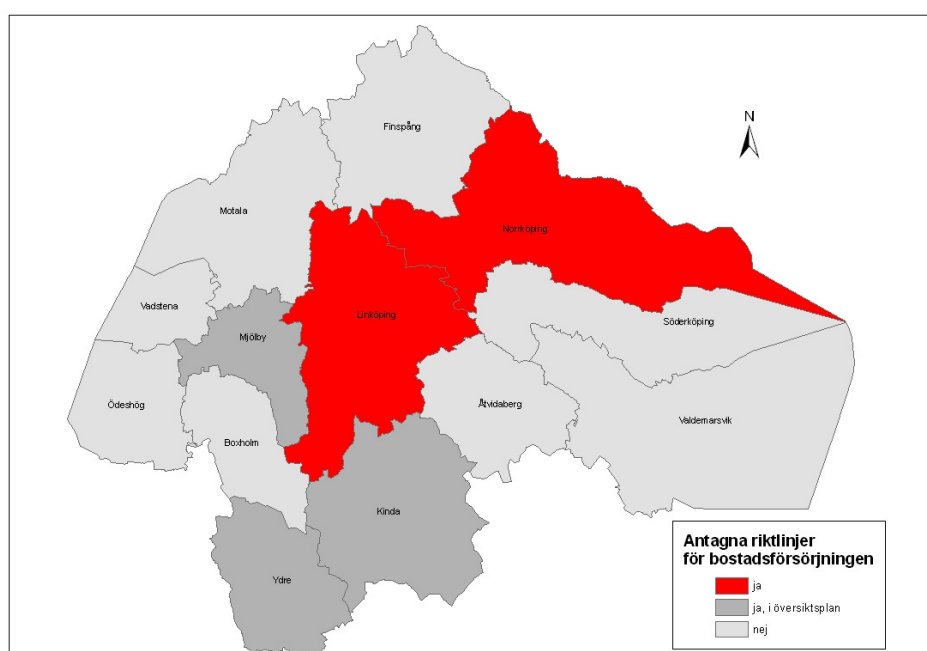 N
Finspång
Motala
Norrköping
Vadstena
Linköping
Söderköping
Mjölby
Ödeshög
Åtvidaberg
Valdemarsvik
Boxholm
Kinda
Ydre
Antagna riktlinjer
för bostadsförsörjningen
ja
ja, i översiktsplan
nej